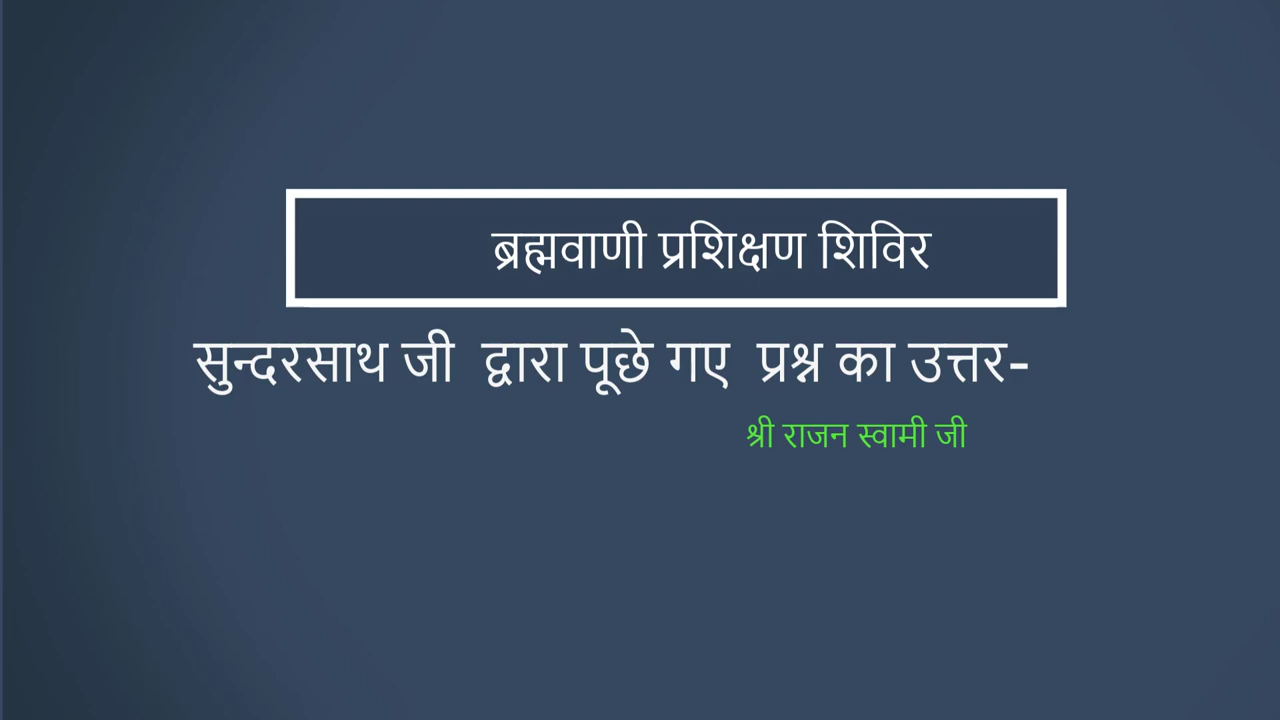 ब्रह्मवाणी प्रशिक्षण शिविर
सुन्दरसाथ जी द्वारा पूछे गए प्रश्न का उत्तर-
श्री राजन स्वामी जी